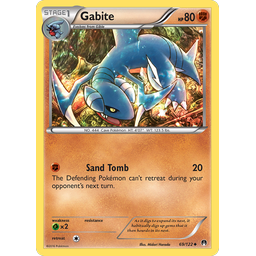 STAGE 1 Gabite HP 80
Evolves from Gible
NO. 444 Cave Pokémon HT. 4'07" WT. 123.5 lbs.
Sand Tomb 20
The Defending Pokémon can't retreat during your
opponent's next turn.
weakness resistance
×2
retreat
Illus. Midori Harada
69/122